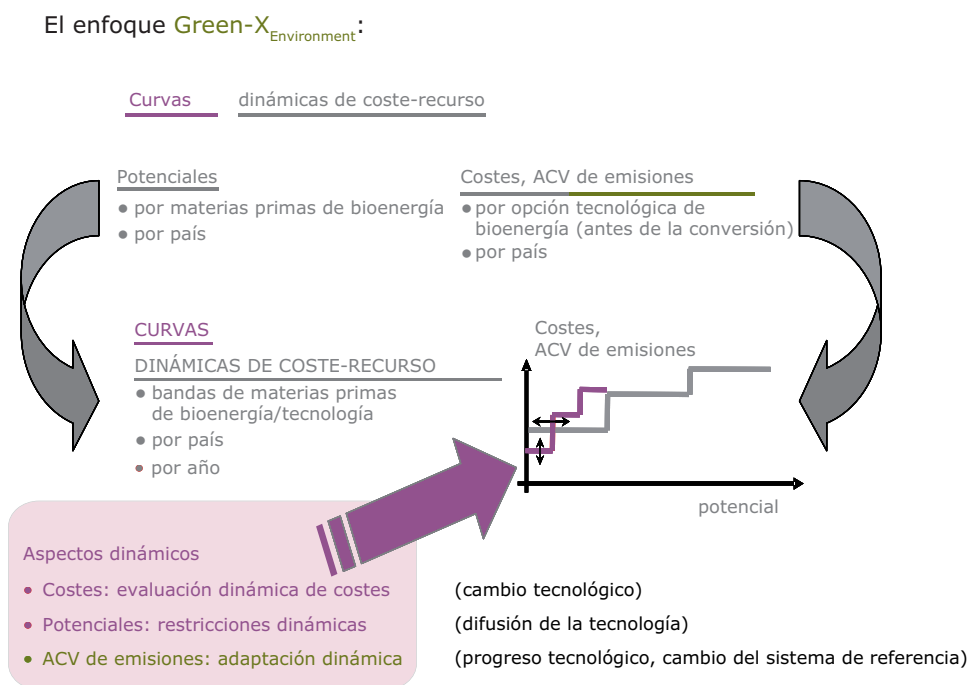 El enfoque Green-XEnvironment:
Curvas dinámicas de coste-recurso
Potenciales
• por materias primas de bioenergía
• por país
Costes, ACV de emisiones
• por opción tecnológica de
bioenergía (antes de la conversión)
• por país
CURVAS
DINÁMICAS DE COSTE-RECURSO
• bandas de materias primas
de bioenergía/tecnología
• por país
• por año
Costes,
ACV de emisiones
potencial
Aspectos dinámicos
• Costes: evaluación dinámica de costes (cambio tecnológico)
• Potenciales: restricciones dinámicas (difusión de la tecnología)
• ACV de emisiones: adaptación dinámica (progreso tecnológico, cambio del sistema de referencia)